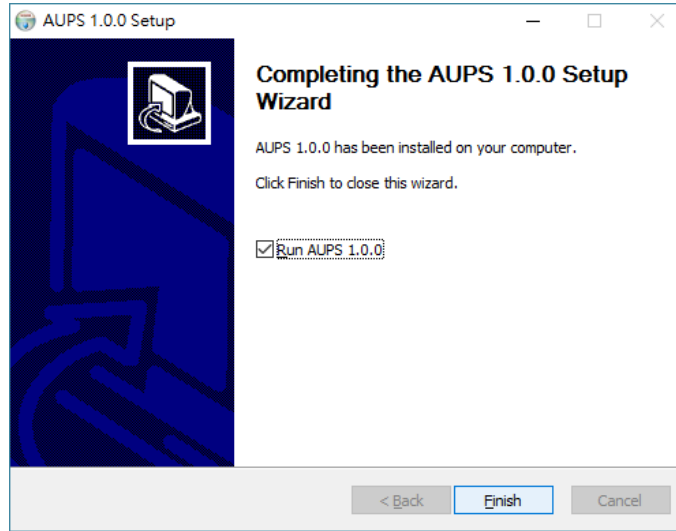 AUPS 1.0.0 Setup
Completing the AUPS 1.0.0 Setup
Wizard
AUPS 1.0.0 has been installed on your computer.
Click Finish to close this wizard.
Run AUPS 1.0.0
< Back
Finish
Cancel